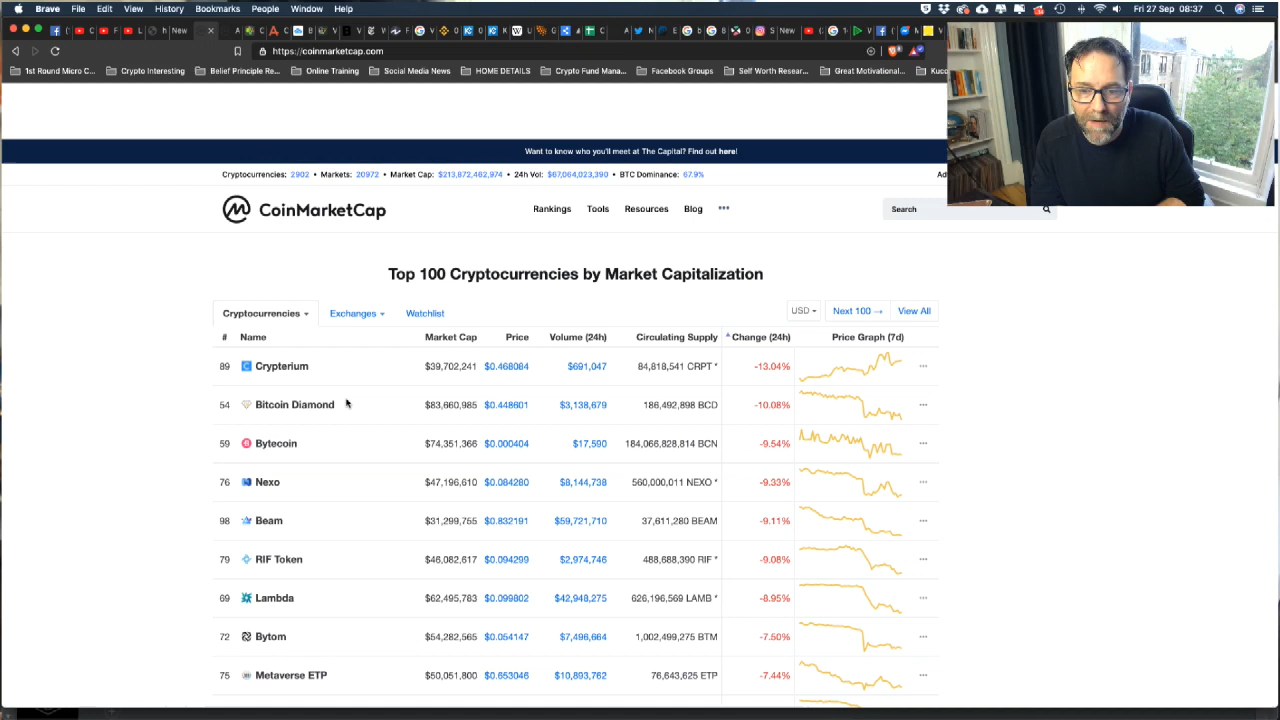 Brave File Edit View History Bookmarks People Window Help Fri 27 Sep 08:37
https://coinmarketcap.com
1st Round Micro C... Crypto Interesting Belief Principle Re... Online Training Social Media News HOME DETAILS Crypto Fund Mana... Facebook Groups Self Worth Resear... Great Motivational...
Want to know who you'll meet at The Capital? Find out here!
Cryptocurrencies: 2902 • Markets: 20972 • Market Cap: $213,872,462,974 • 24h Vol: $67,064,023,390 • BTC Dominance: 67.9%
CoinMarketCap Rankings Tools Resources Blog Search
Top 100 Cryptocurrencies by Market Capitalization
Cryptocurrencies Exchanges Watchlist USD Next 100 → View All
# Name Market Cap Price Volume (24h) Circulating Supply Change (24h) Price Graph (7d)
89 Crypterium $39,702,241 $0.468084 $691,047 84,818,541 CRPT * -13.04%
54 Bitcoin Diamond $83,660,985 $0.448601 $3,138,679 186,492,898 BCD -10.08%
59 Bytecoin $74,351,366 $0.000404 $17,590 184,066,828,814 BCN -9.54%
76 Nexo $47,196,610 $0.084280 $8,144,738 560,000,011 NEXO * -9.33%
98 Beam $31,299,755 $0.832191 $59,721,710 37,611,280 BEAM -9.11%
79 RIF Token $46,082,617 $0.094299 $2,974,746 488,688,390 RIF * -9.08%
69 Lambda $62,495,783 $0.099802 $42,948,275 626,196,569 LAMB * -8.95%
72 Bytom $54,282,565 $0.054147 $7,496,664 1,002,499,275 BTM -7.50%
75 Metaverse ETP $50,051,800 $0.653046 $10,893,762 76,643,625 ETP -7.44%